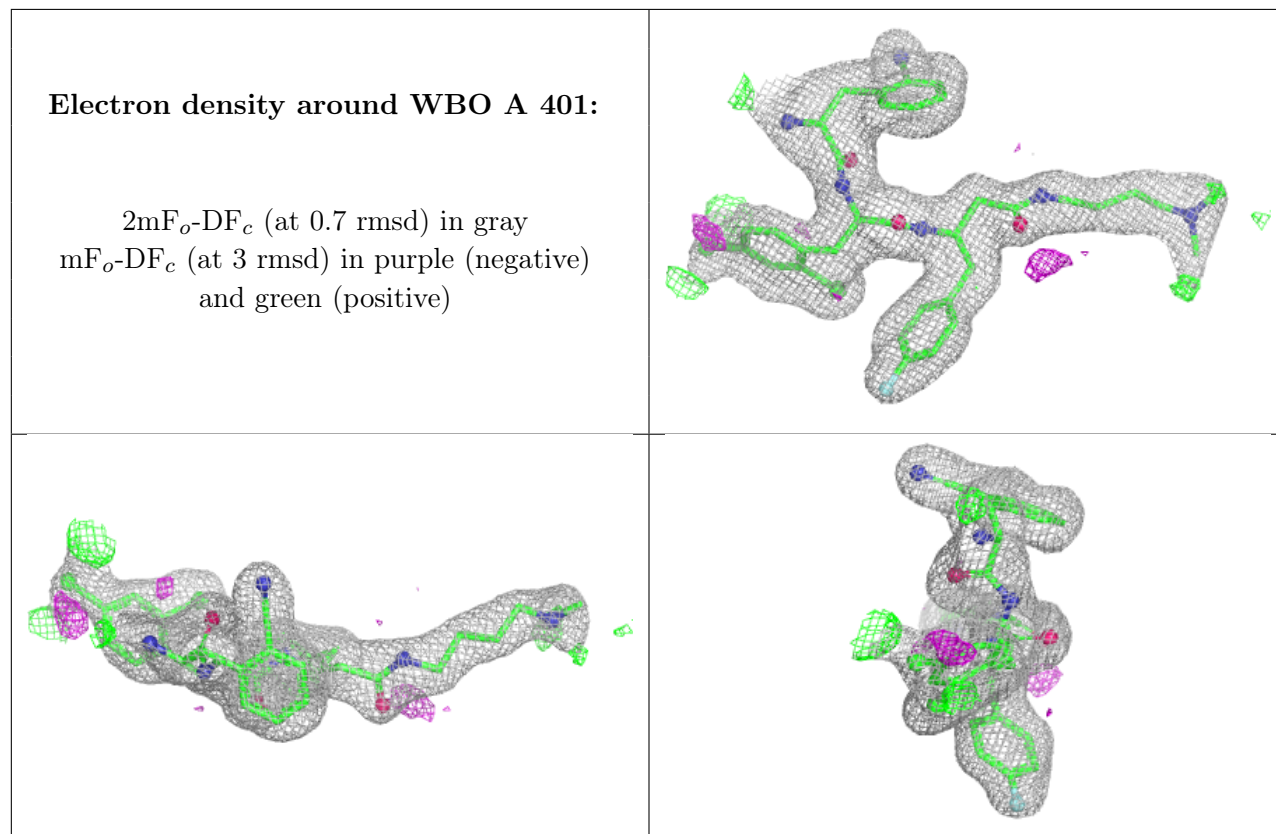 Electron density around WBO A 401:
2mFo-DFc (at 0.7 rmsd) in gray
mFo-DFc (at 3 rmsd) in purple (negative)
and green (positive)